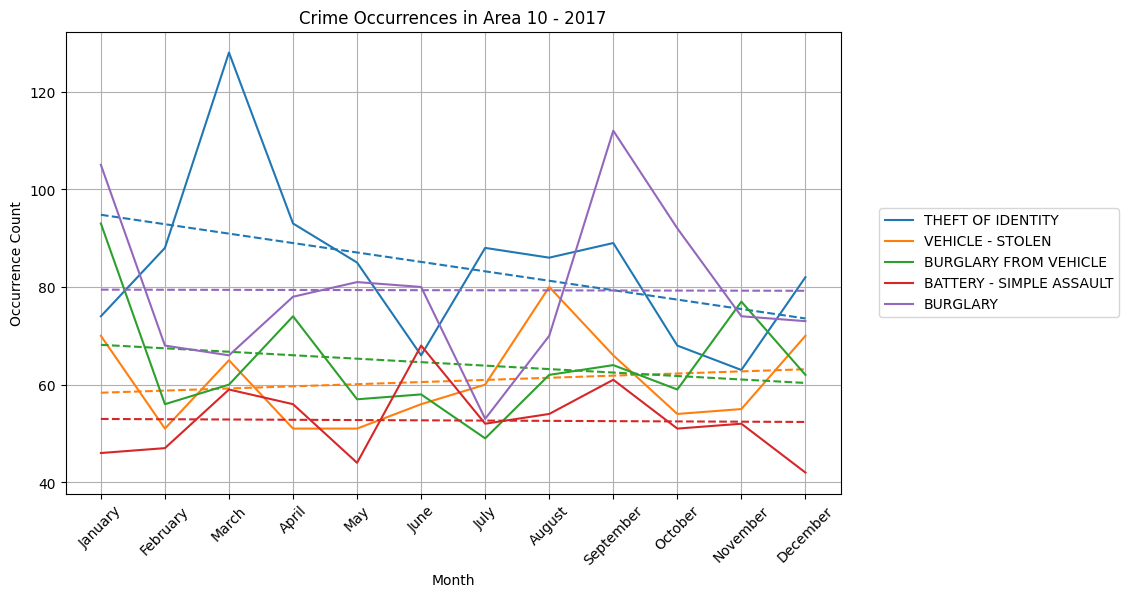 Crime Occurrences in Area 10 - 2017
Occurrence Count
120
100
80
60
40
January
February
March
April
May
June
July
August
September
October
November
December
Month
THEFT OF IDENTITY
VEHICLE - STOLEN
BURGLARY FROM VEHICLE
BATTERY - SIMPLE ASSAULT
BURGLARY